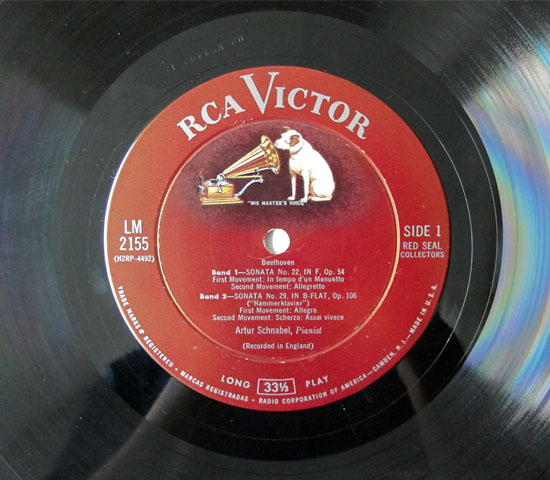 RCA VICTOR
"HIS MASTER'S VOICE"
LM
2155
(H2RP-4492)
SIDE 1
RED SEAL
COLLECTORS
Beethoven
Band 1—SONATA No. 22, IN F, Op. 54
First Movement: In tempo d'un Menuetto
Second Movement: Allegretto
Band 2—SONATA No. 29, IN B-FLAT, Op. 106
("Hammerklavier")
First Movement: Allegro
Second Movement: Scherzo: Assai vivace
Artur Schnabel, Pianist
(Recorded in England)
LONG 33⅓ PLAY
TRADE MARKS ® REGISTERED • MARCAS REGISTRADAS • RADIO CORPORATION OF AMERICA—CAMDEN, N. J.—MADE IN U.S.A.